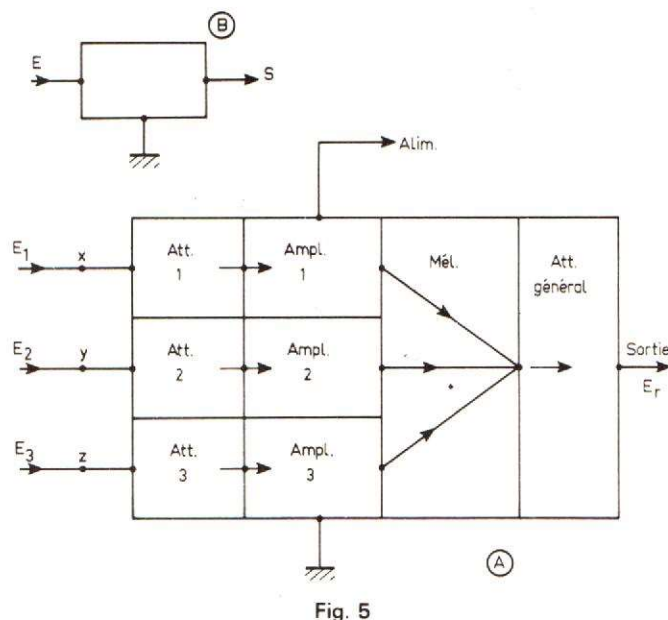 B
E
S
Alim.
E1
x
Att.
1
Ampl.
1
Mél.
Att.
général
E2
y
Att.
2
Ampl.
2
Sortie
Er
E3
z
Att.
3
Ampl.
3
A
Fig. 5